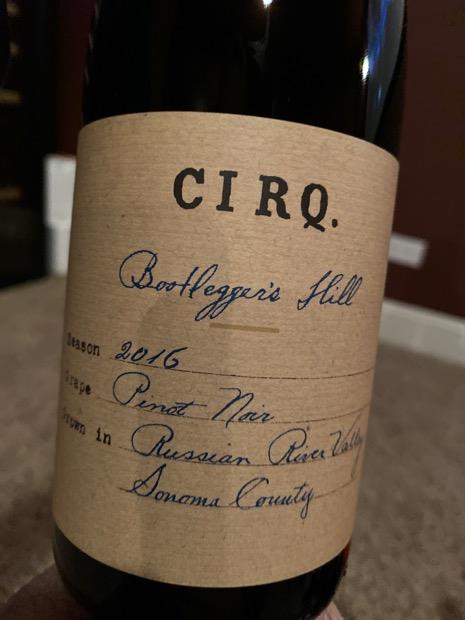 CIRQ.
Bootlegger's Hill
Season 2016
Grape Pinot Noir
Grown in Russian River Valley
Sonoma County